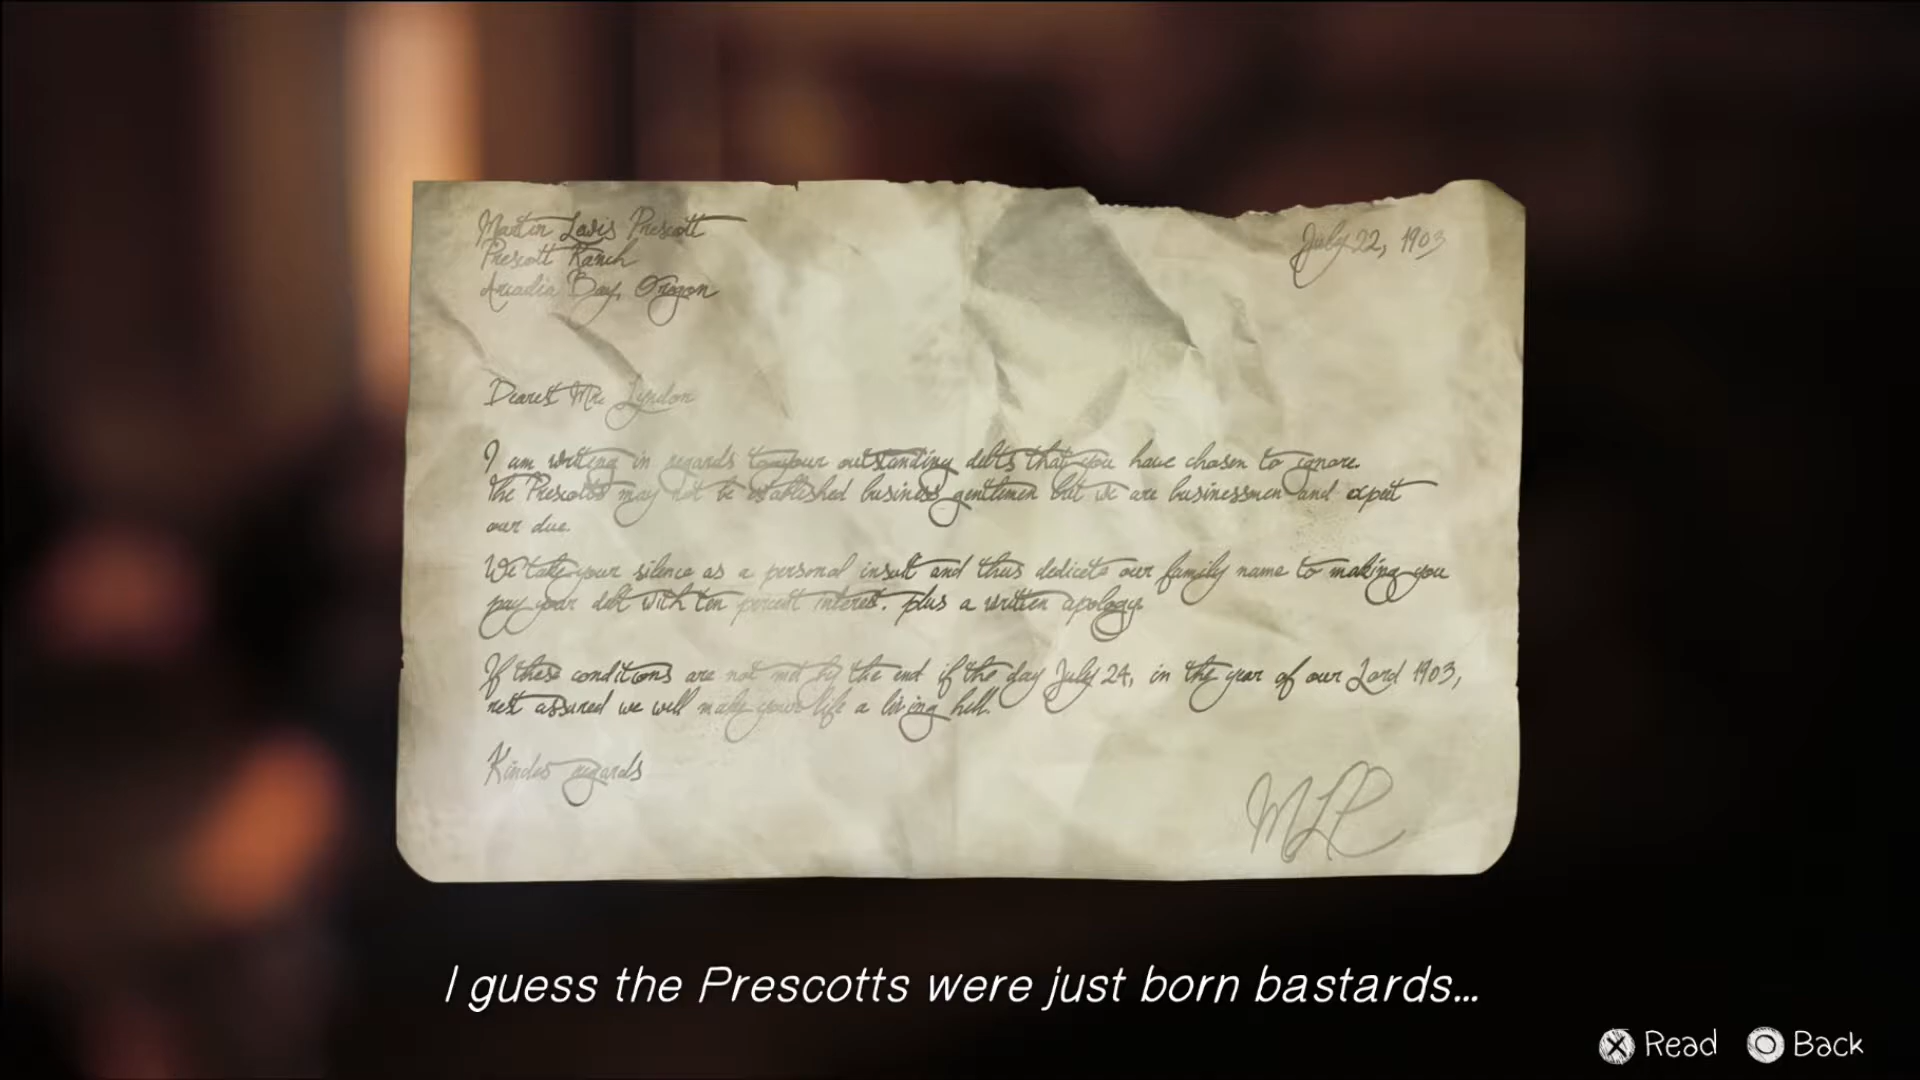 Martin Lewis Prescott
Prescott Ranch
Arcadia Bay, Oregon
July 22, 1903
Dearest Mr. Lyndon
I am writing in regards to your outstanding debts that you have chosen to ignore.
The Prescotts may not be established business gentlemen but we are businessmen and expect
our due.
We take your silence as a personal insult and thus dedicate our family name to making you
pay your debt with ten percent interest. plus a written apology.
If these conditions are not met by the end if the day July 24, in the year of our Lord 1903,
rest assured we will make your life a living hell.
Kindes regards
MLP
I guess the Prescotts were just born bastards...
Read Back